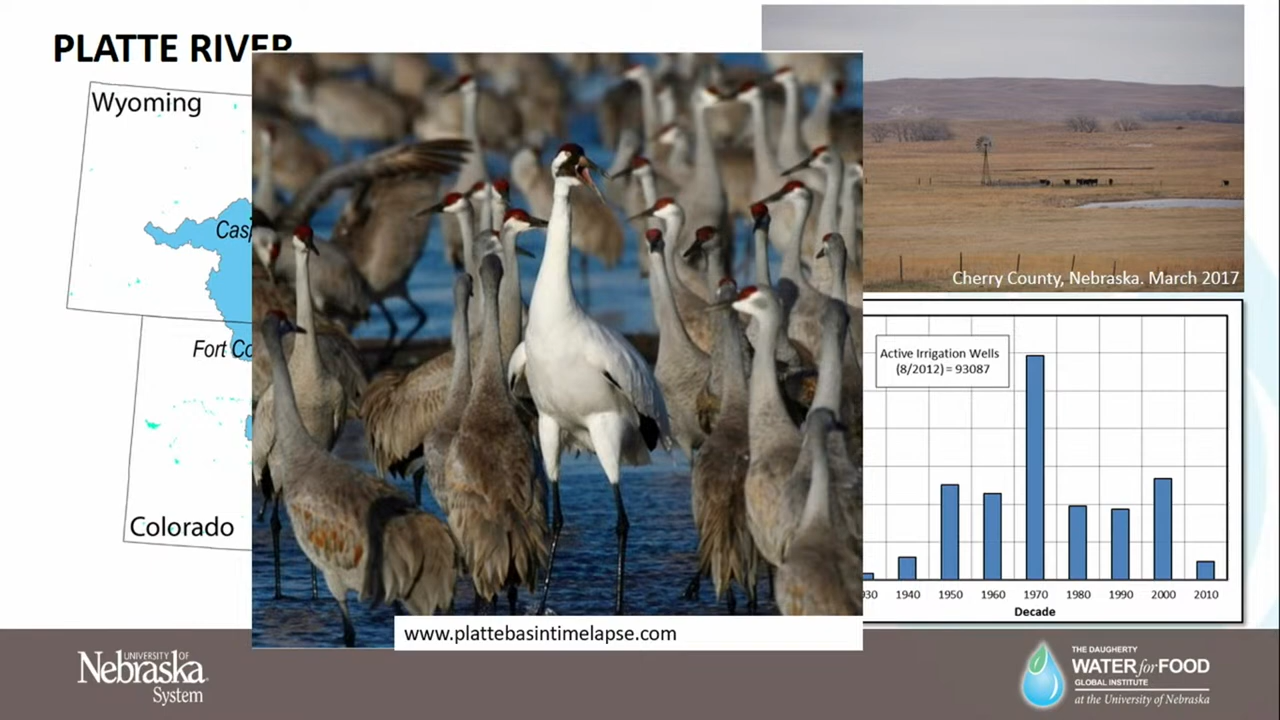 PLATTE RIVER
Wyoming
Colorado
www.plattebasintimelapse.com
Cherry County, Nebraska. March 2017
Active Irrigation Wells
(8/2012) = 93087
1940 1950 1960 1970 1980 1990 2000 2010
Decade
UNIVERSITY OF
Nebraska
System
THE DAUGHERTY
WATER for FOOD
GLOBAL INSTITUTE
at the University of Nebraska